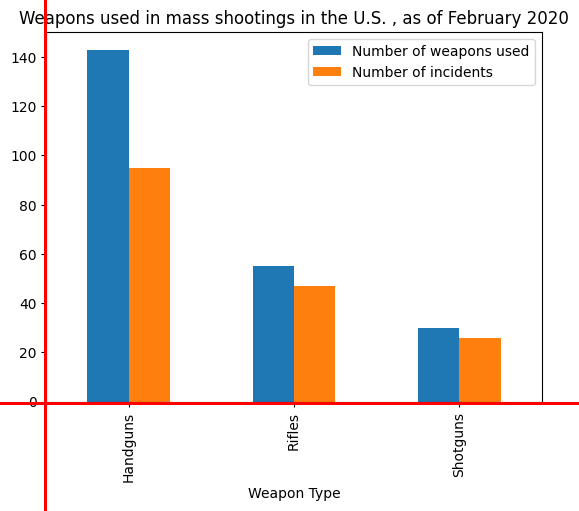 Weapons used in mass shootings in the U.S. , as of February 2020
Number of weapons used
Number of incidents
140
120
100
80
60
40
20
0
Handguns
Rifles
Shotguns
Weapon Type